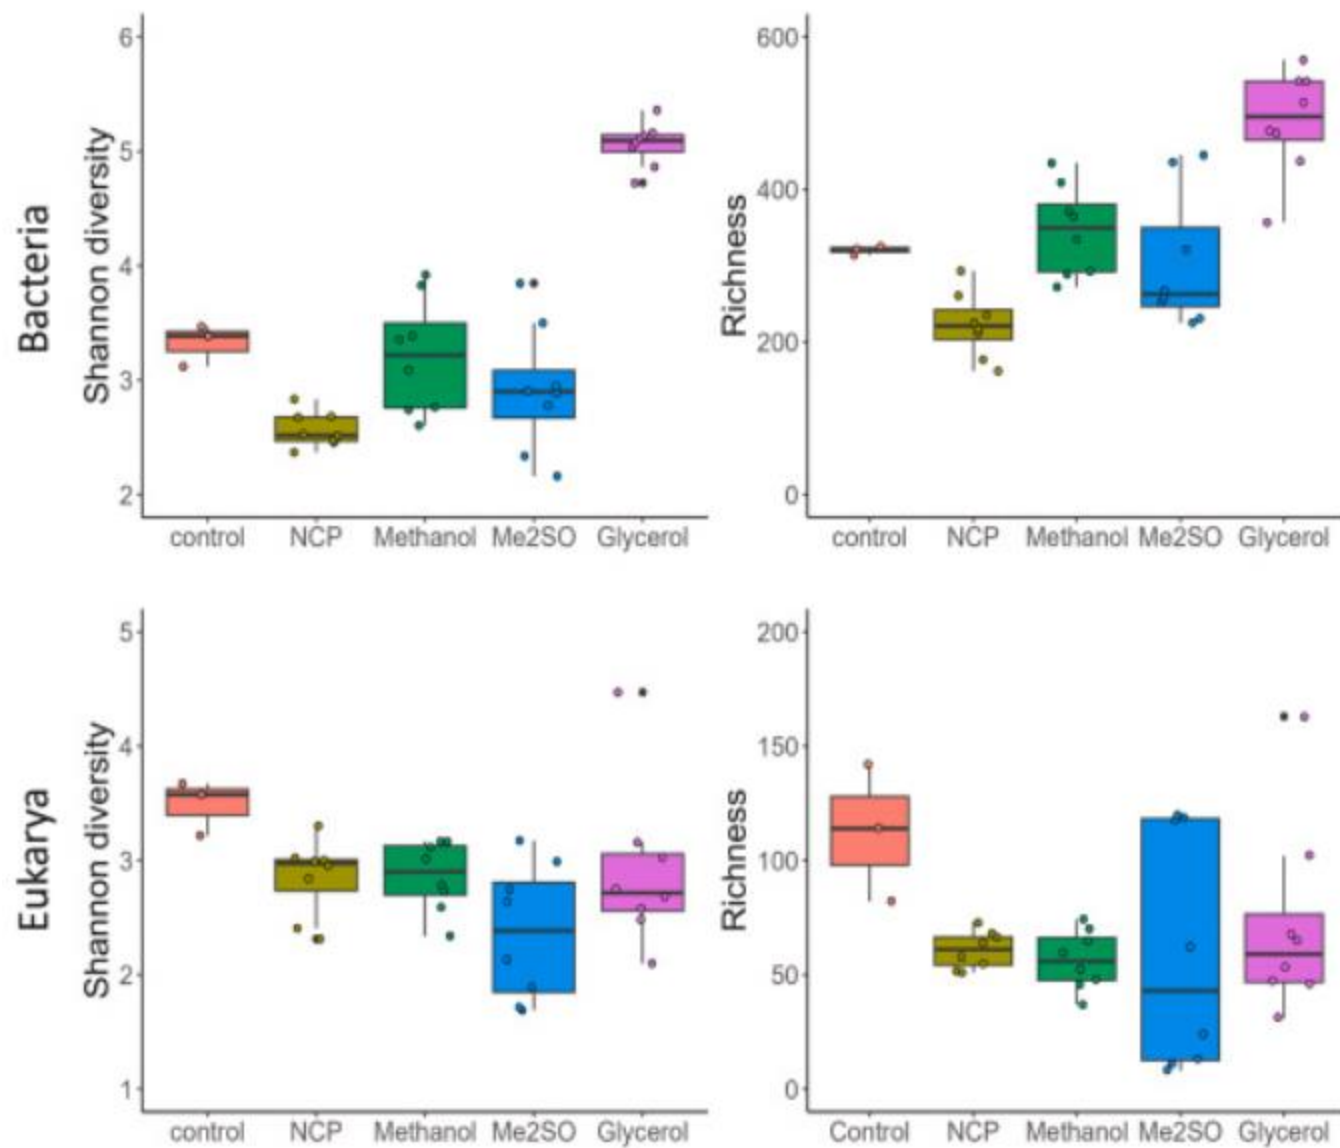 Bacteria
Shannon diversity
6
5
4
3
2
control NCP Methanol Me2SO Glycerol
Richness
600
400
200
0
control NCP Methanol Me2SO Glycerol
Eukarya
Shannon diversity
5
4
3
2
1
control NCP Methanol Me2SO Glycerol
Richness
200
150
100
50
0
Control NCP Methanol Me2SO Glycerol